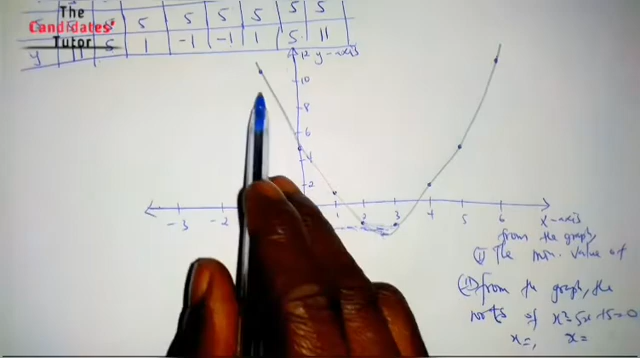 The
Candidates'
Tutor
5 5 5 5 5 5
y 11 5 1 -1 -1 1 5 11
12 y-axis
10
8
6
4
2
-3 -2 1 2 3 4 5 6 x-axis
from the graph
(i) The min. value of
(ii) from the graph, the
roots of x²-5x+5=0
x=, x=